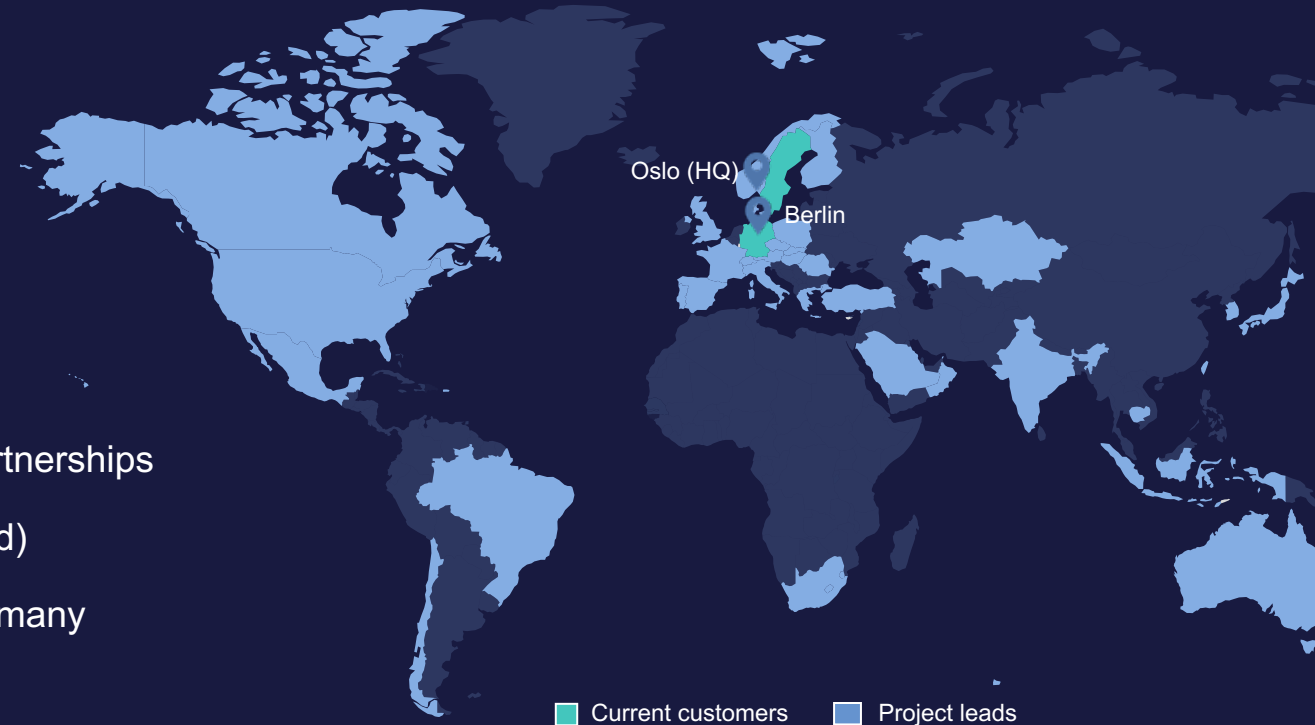 Oslo (HQ)
Berlin
rtnerships
d)
many
Current customers
Project leads